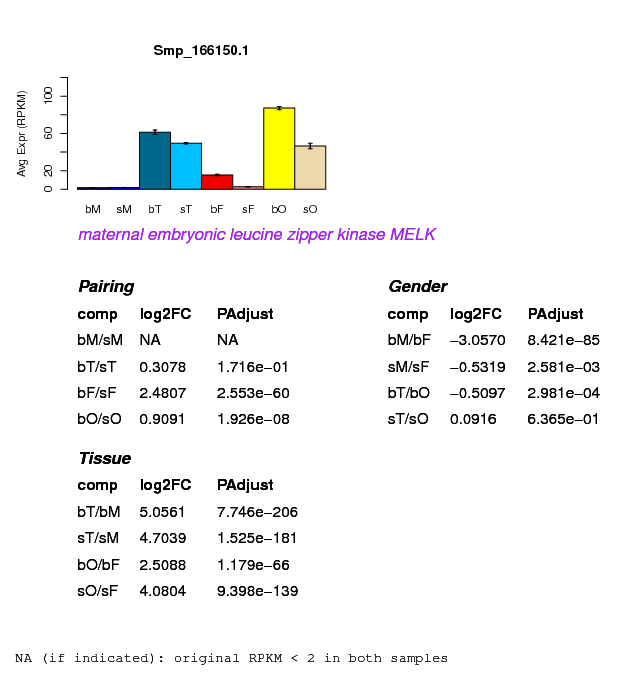 Smp_166150.1
Avg Expr (RPKM)
100
60
20
0
bM sM bT sT bF sF bO sO
maternal embryonic leucine zipper kinase MELK
Pairing
comp log2FC PAdjust
bM/sM NA NA
bT/sT 0.3078 1.716e−01
bF/sF 2.4807 2.553e−60
bO/sO 0.9091 1.926e−08
Gender
comp log2FC PAdjust
bM/bF −3.0570 8.421e−85
sM/sF −0.5319 2.581e−03
bT/bO −0.5097 2.981e−04
sT/sO 0.0916 6.365e−01
Tissue
comp log2FC PAdjust
bT/bM 5.0561 7.746e−206
sT/sM 4.7039 1.525e−181
bO/bF 2.5088 1.179e−66
sO/sF 4.0804 9.398e−139
NA (if indicated): original RPKM < 2 in both samples